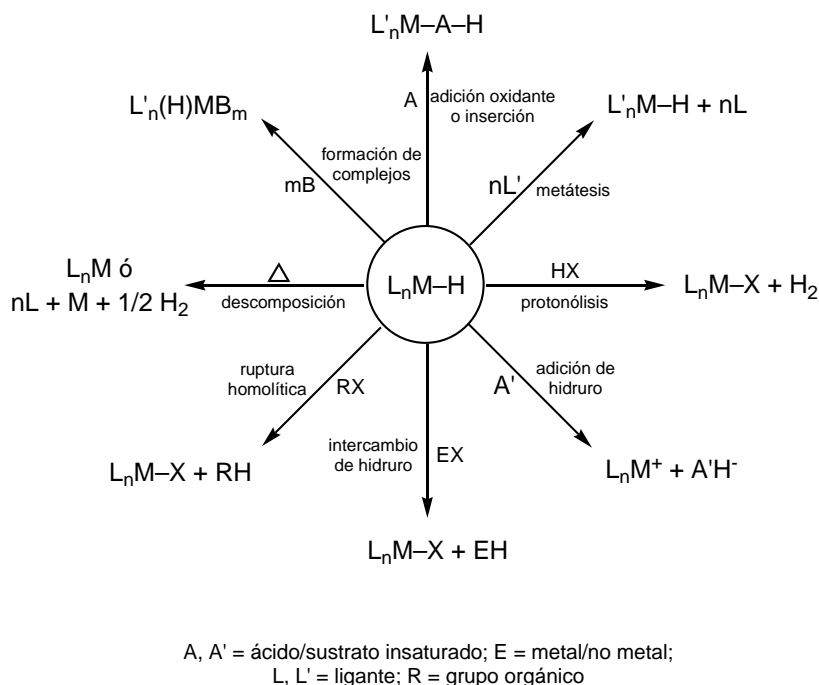 L'nM–A–H
A
adición oxidante
o inserción
L'n(H)MBm
formación de
complejos
mB
L'nM–H + nL
nL'
metátesis
LnM ó
nL + M + 1/2 H2
△
descomposición
LnM–H
HX
protonólisis
LnM–X + H2
ruptura
homolítica
RX
LnM–X + RH
intercambio
de hidruro
EX
LnM–X + EH
A'
adición de
hidruro
LnM+ + A'H-
A, A' = ácido/sustrato insaturado; E = metal/no metal;
L, L' = ligante; R = grupo orgánico